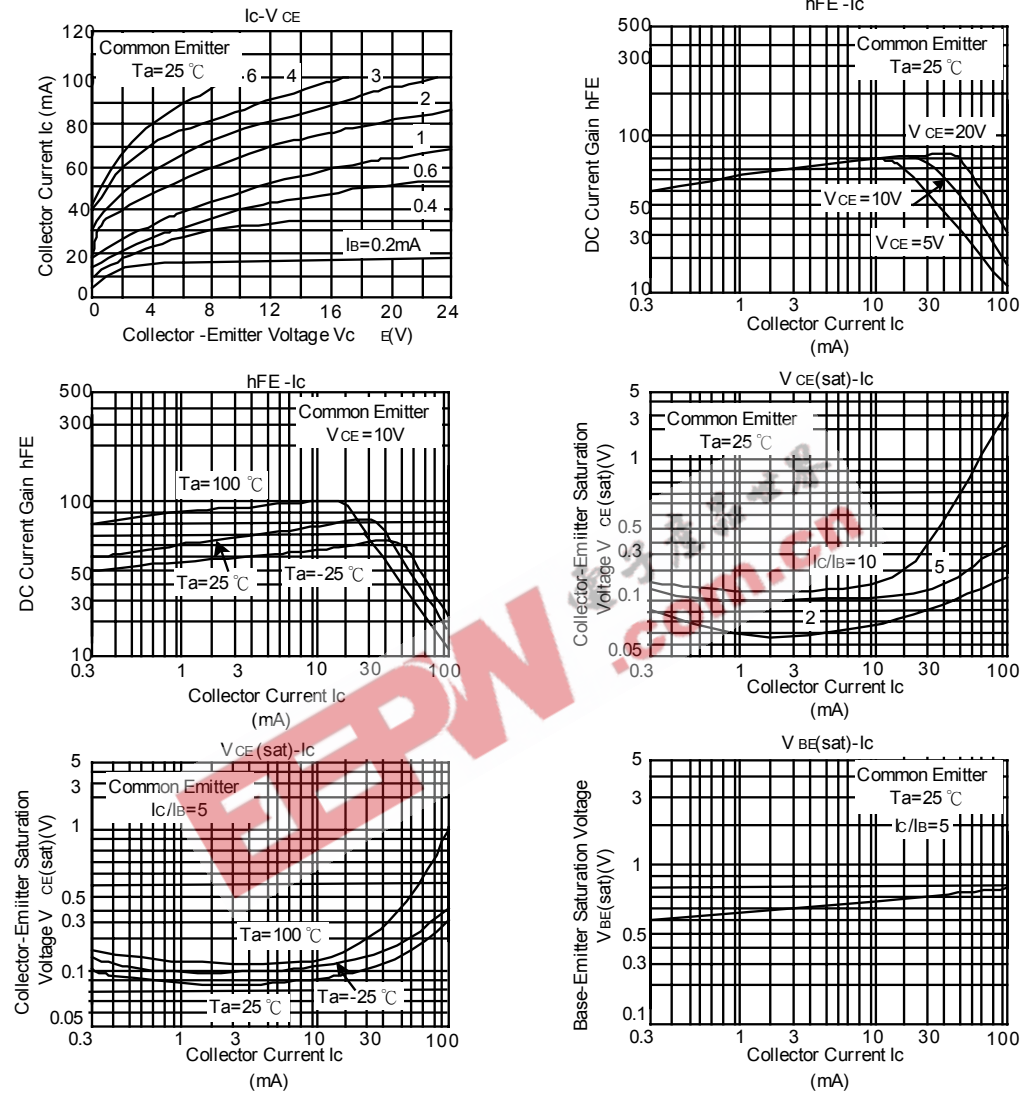 Ic-V CE
120
100
80
60
40
20
0
Collector Current Ic (mA)
Common Emitter
Ta=25 ℃
6 4 3
2
1
0.6
0.4
IB=0.2mA
0 4 8 12 16 20 24
Collector -Emitter Voltage Vc E(V)
hFE -Ic
500
300
100
50
30
10
DC Current Gain hFE
Common Emitter
Ta=25 ℃
V CE=20V
V CE =10V
V CE =5V
0.3 1 3 10 30 100
Collector Current Ic
(mA)
hFE -Ic
500
300
100
50
30
10
DC Current Gain hFE
Common Emitter
V CE =10V
Ta=100 ℃
Ta=25 ℃ Ta=-25 ℃
0.3 1 3 10 30 100
Collector Current Ic
(mA)
V CE(sat)-Ic
5
3
1
0.5
0.3
0.1
0.05
Collector-Emiitter Saturation
Voltage V CE(sat)(V)
Common Emitter
Ta=25 ℃
Ic/IB=10 5
2
0.3 1 3 10 30 100
Collector Current Ic
(mA)
EEPW .com.cn
电子产品世界
V CE (sat)-Ic
5
3
1
0.5
0.3
0.1
0.05
Collector-Emiitter Saturation
Voltage V CE(sat)(V)
Common Emitter
Ic/IB=5
Ta=100 ℃
Ta=25 ℃ Ta=-25 ℃
0.3 1 3 10 30 100
Collector Current Ic
(mA)
V BE(sat)-Ic
5
3
1
0.5
0.3
0.1
Base-Emitter Saturation Voltage
VBE(sat)(V)
Common Emitter
Ta=25 ℃
Ic/IB=5
0.3 1 3 10 30 100
Collector Current Ic
(mA)